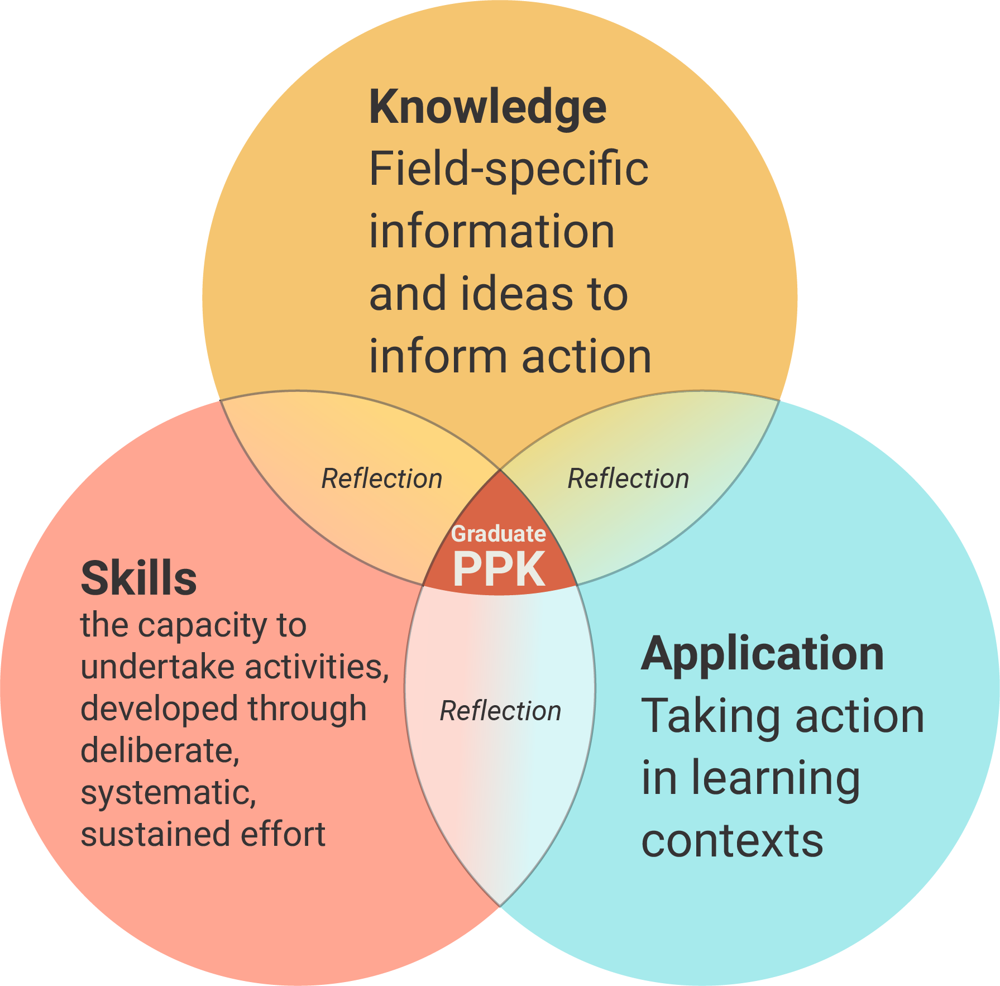 Knowledge
Field-specific
information
and ideas to
inform action
Reflection
Reflection
Graduate
PPK
Skills
the capacity to
undertake activities,
developed through
deliberate,
systematic,
sustained effort
Reflection
Application
Taking action
in learning
contexts